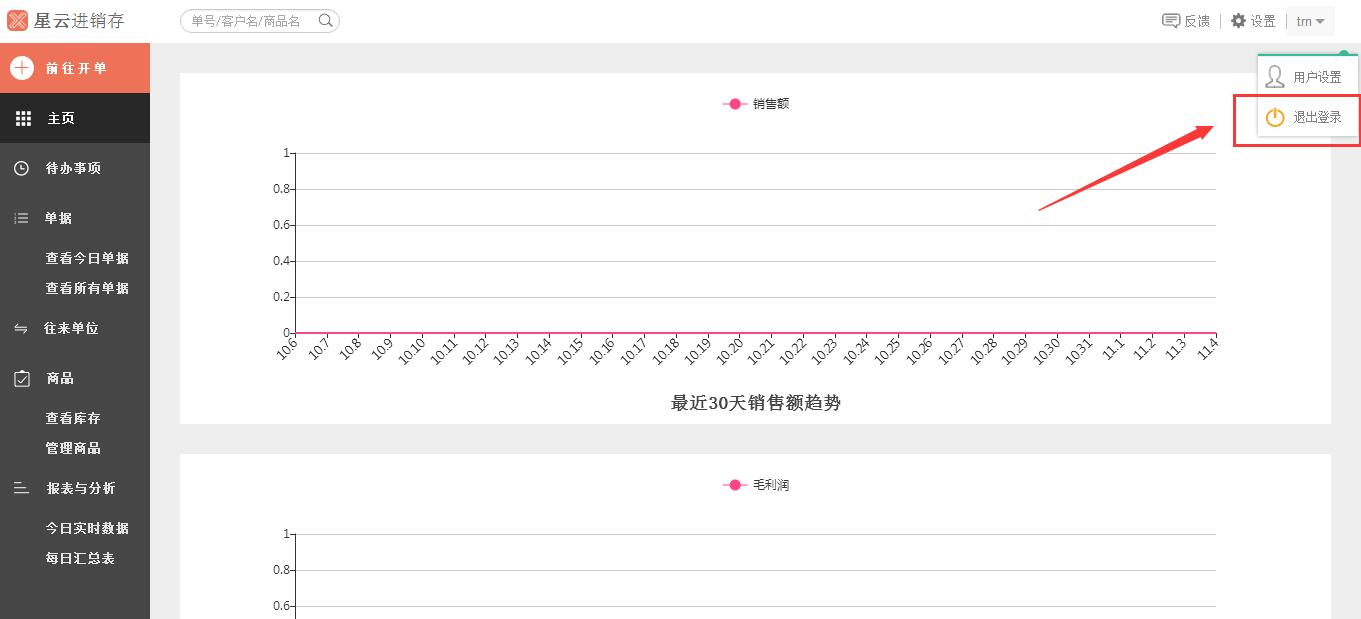 星云进销存
单号/客户名/商品名
反馈
设置
trn
用户设置
退出登录
前往开单
主页
待办事项
单据
查看今日单据
查看所有单据
往来单位
商品
查看库存
管理商品
报表与分析
今日实时数据
每日汇总表
销售额
1
0.8
0.6
0.4
0.2
0
10.6 10.7 10.8 10.9 10.10 10.11 10.12 10.13 10.14 10.15 10.16 10.17 10.18 10.19 10.20 10.21 10.22 10.23 10.24 10.25 10.26 10.27 10.28 10.29 10.30 10.31 11.1 11.2 11.3 11.4
最近30天销售额趋势
毛利润
1
0.8
0.6